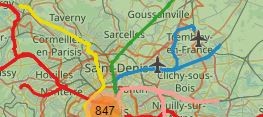 Goussainville
Taverny
Sarcelles
Cormeilles-
en-Parisis
Tremblay-
en-France
Houilles
Saint-Denis
Clichy-sous-
Bois
Nanterre
Pantin
Neuilly-sur-
847